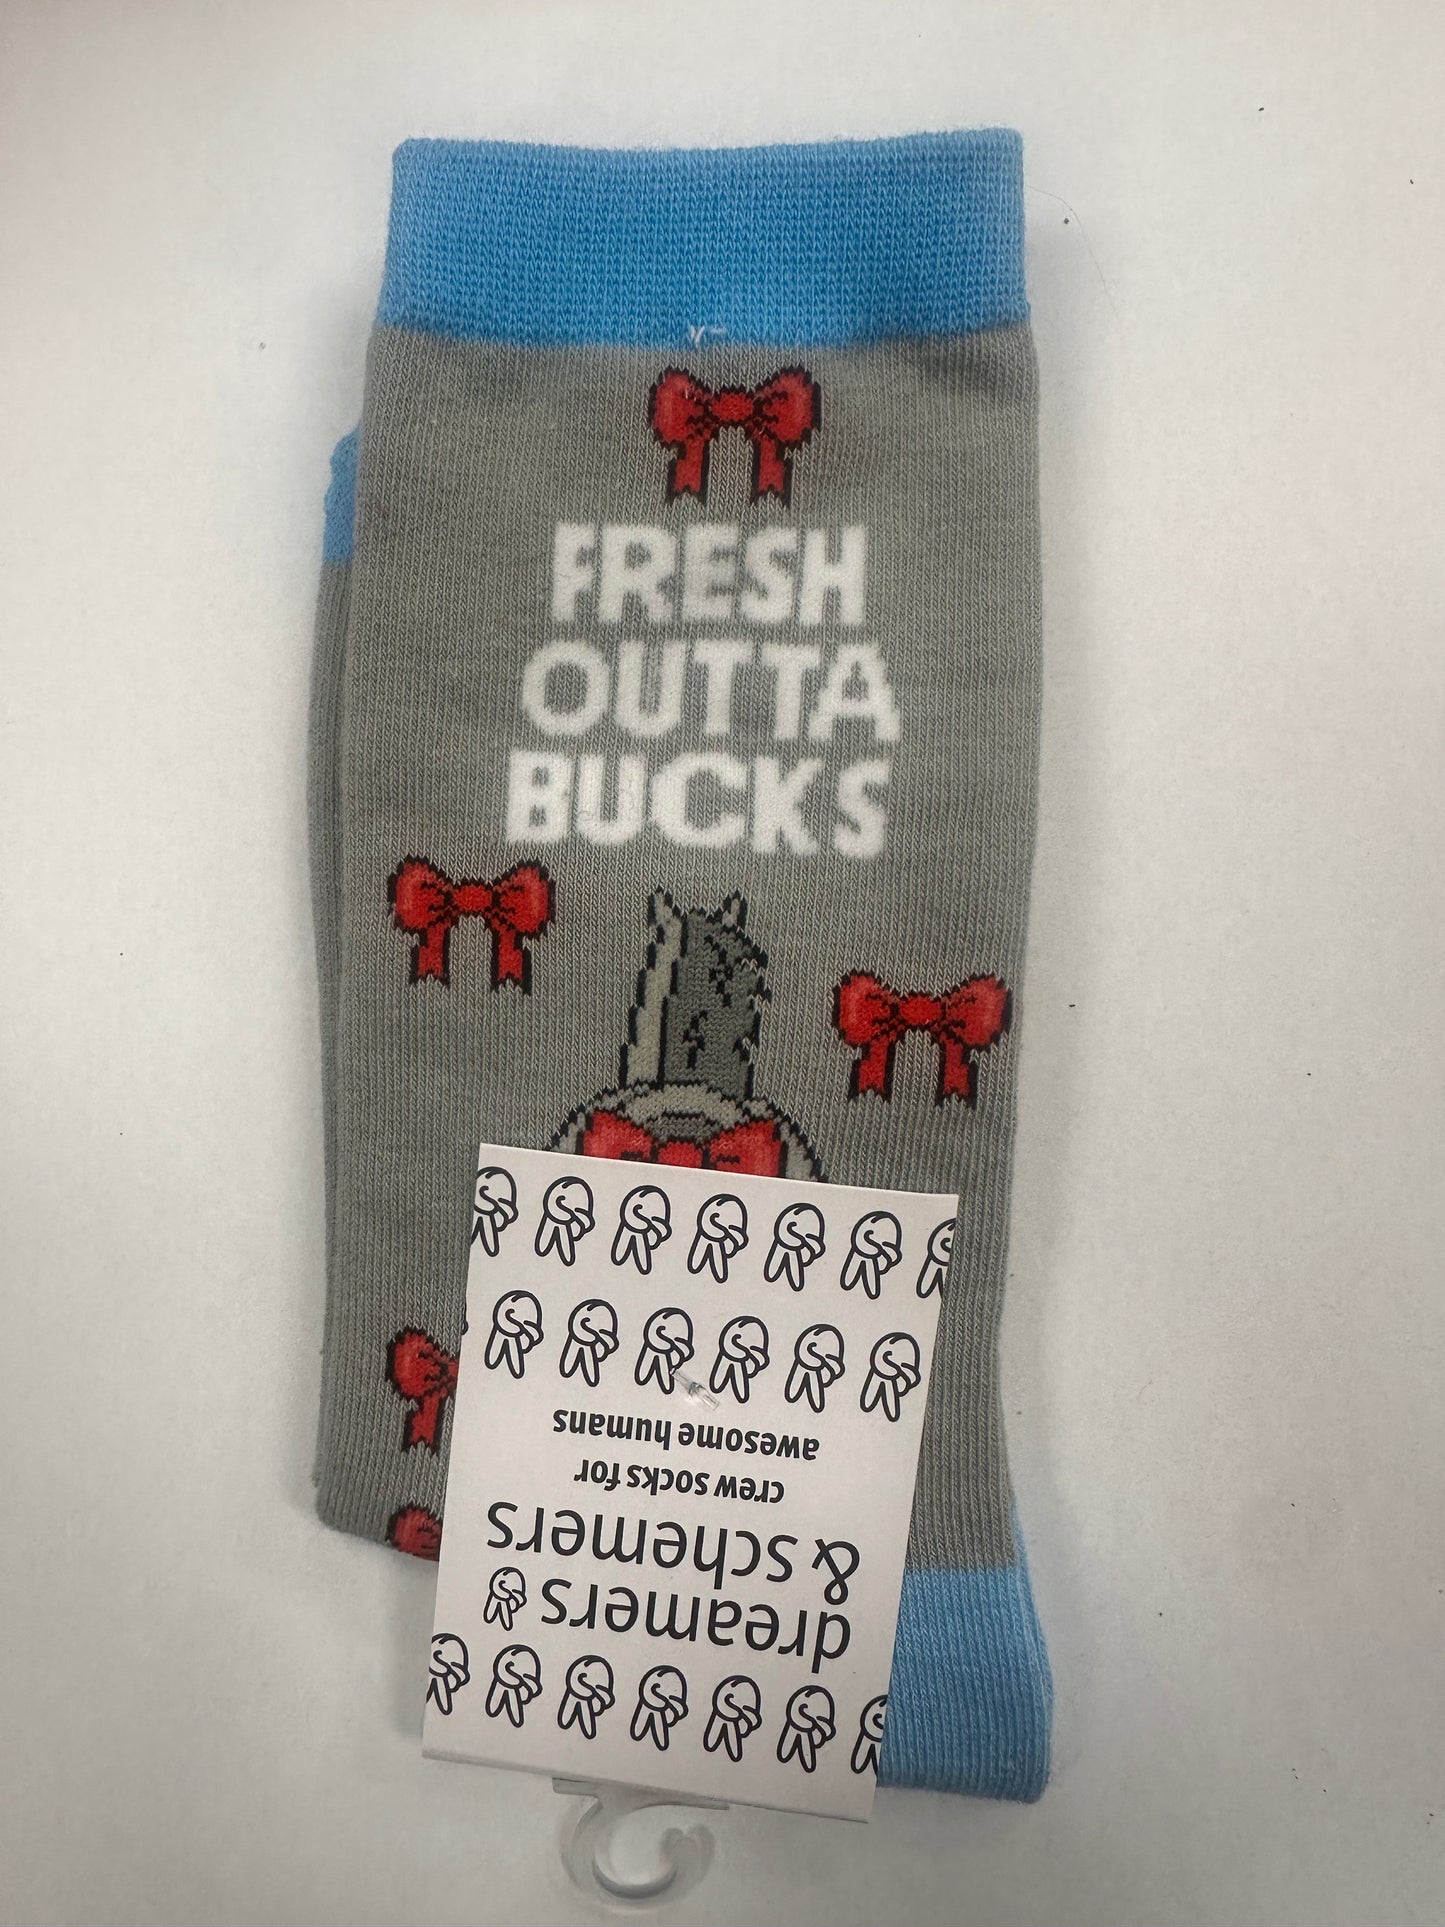 FRESH
OUTTA
BUCKS
dreamers
& schemers
crew socks for
awesome humans